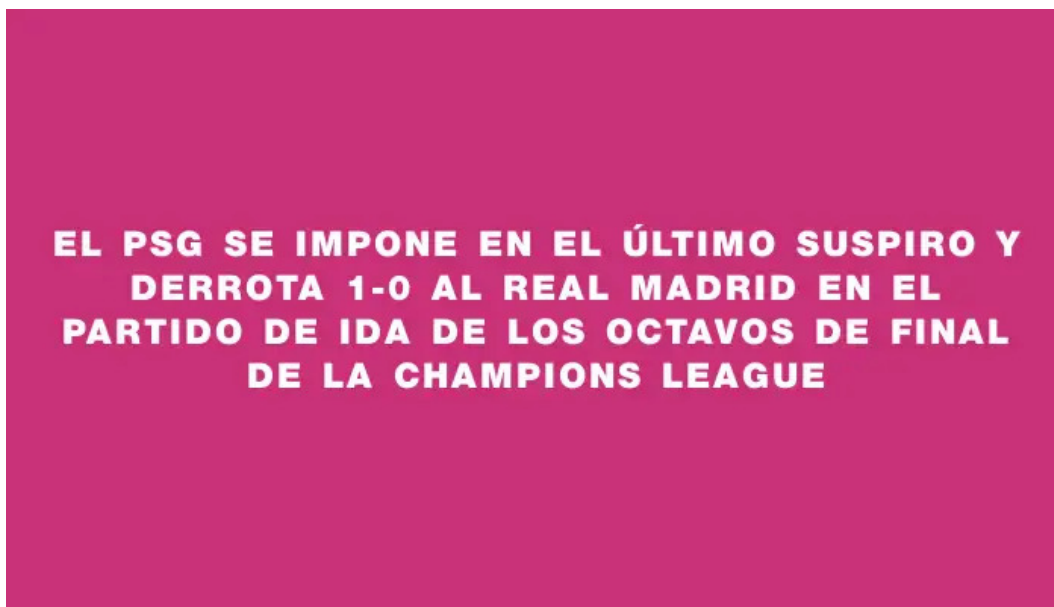 EL PSG SE IMPONE EN EL ÚLTIMO SUSPIRO Y
DERROTA 1-0 AL REAL MADRID EN EL
PARTIDO DE IDA DE LOS OCTAVOS DE FINAL
DE LA CHAMPIONS LEAGUE